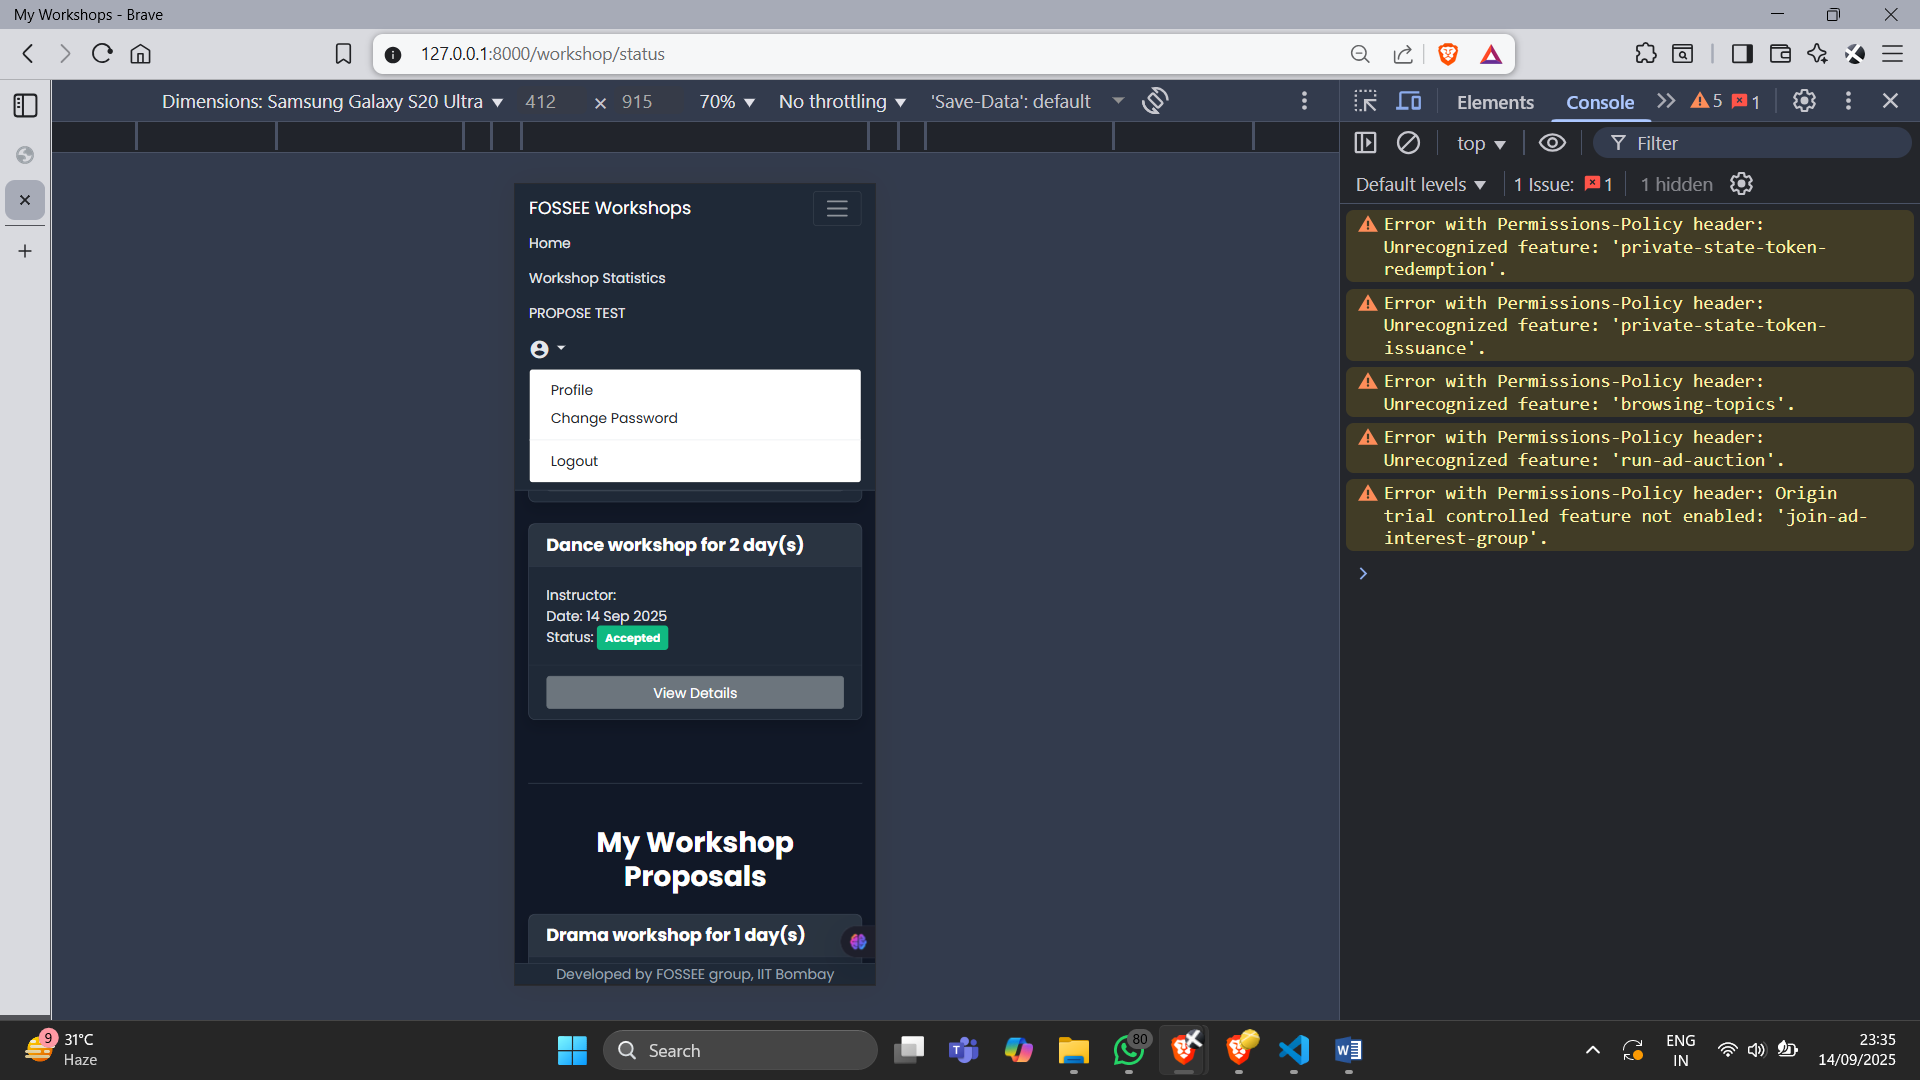 My Workshops - Brave
127.0.0.1:8000/workshop/status
Dimensions: Samsung Galaxy S20 Ultra 412 × 915 70% No throttling 'Save-Data': default
Elements Console 5 1
top Filter
Default levels 1 Issue: 1 1 hidden
Error with Permissions-Policy header:
Unrecognized feature: 'private-state-token-
redemption'.
Error with Permissions-Policy header:
Unrecognized feature: 'private-state-token-
issuance'.
Error with Permissions-Policy header:
Unrecognized feature: 'browsing-topics'.
Error with Permissions-Policy header:
Unrecognized feature: 'run-ad-auction'.
Error with Permissions-Policy header: Origin
trial controlled feature not enabled: 'join-ad-
interest-group'.
FOSSEE Workshops
Home
Workshop Statistics
PROPOSE TEST
Profile
Change Password
Logout
Dance workshop for 2 day(s)
Instructor:
Date: 14 Sep 2025
Status: Accepted
View Details
My Workshop
Proposals
Drama workshop for 1 day(s)
Developed by FOSSEE group, IIT Bombay
9
31°C
Haze
Search
80
ENG
IN
23:35
14/09/2025